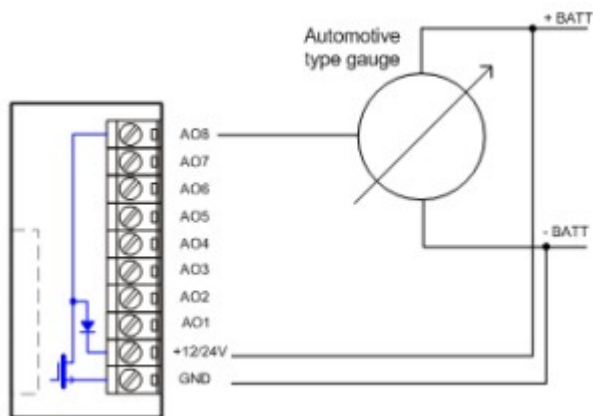 + BATT
Automotive
type gauge
AO8
AO7
AO6
AO5
AO4
- BATT
AO3
AO2
AO1
+12/24V
GND